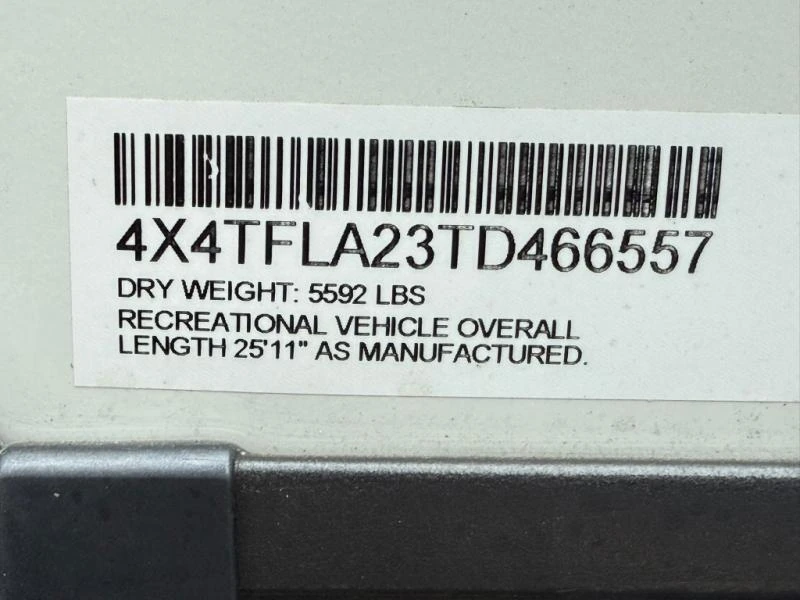 4X4TFLA23TD466557
DRY WEIGHT: 5592 LBS
RECREATIONAL VEHICLE OVERALL
LENGTH 25'11" AS MANUFACTURED.